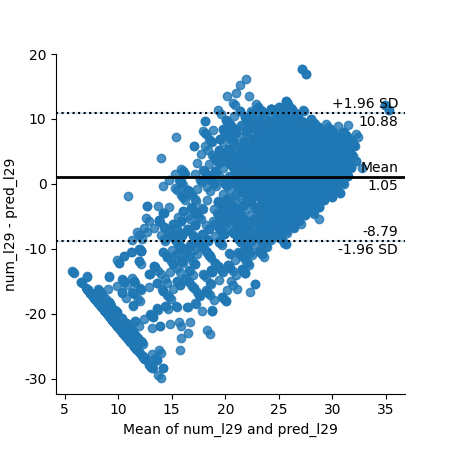 20
10
0
-10
-20
-30
num_l29 - pred_l29
+1.96 SD
10.88
Mean
1.05
-8.79
-1.96 SD
5 10 15 20 25 30 35
Mean of num_l29 and pred_l29